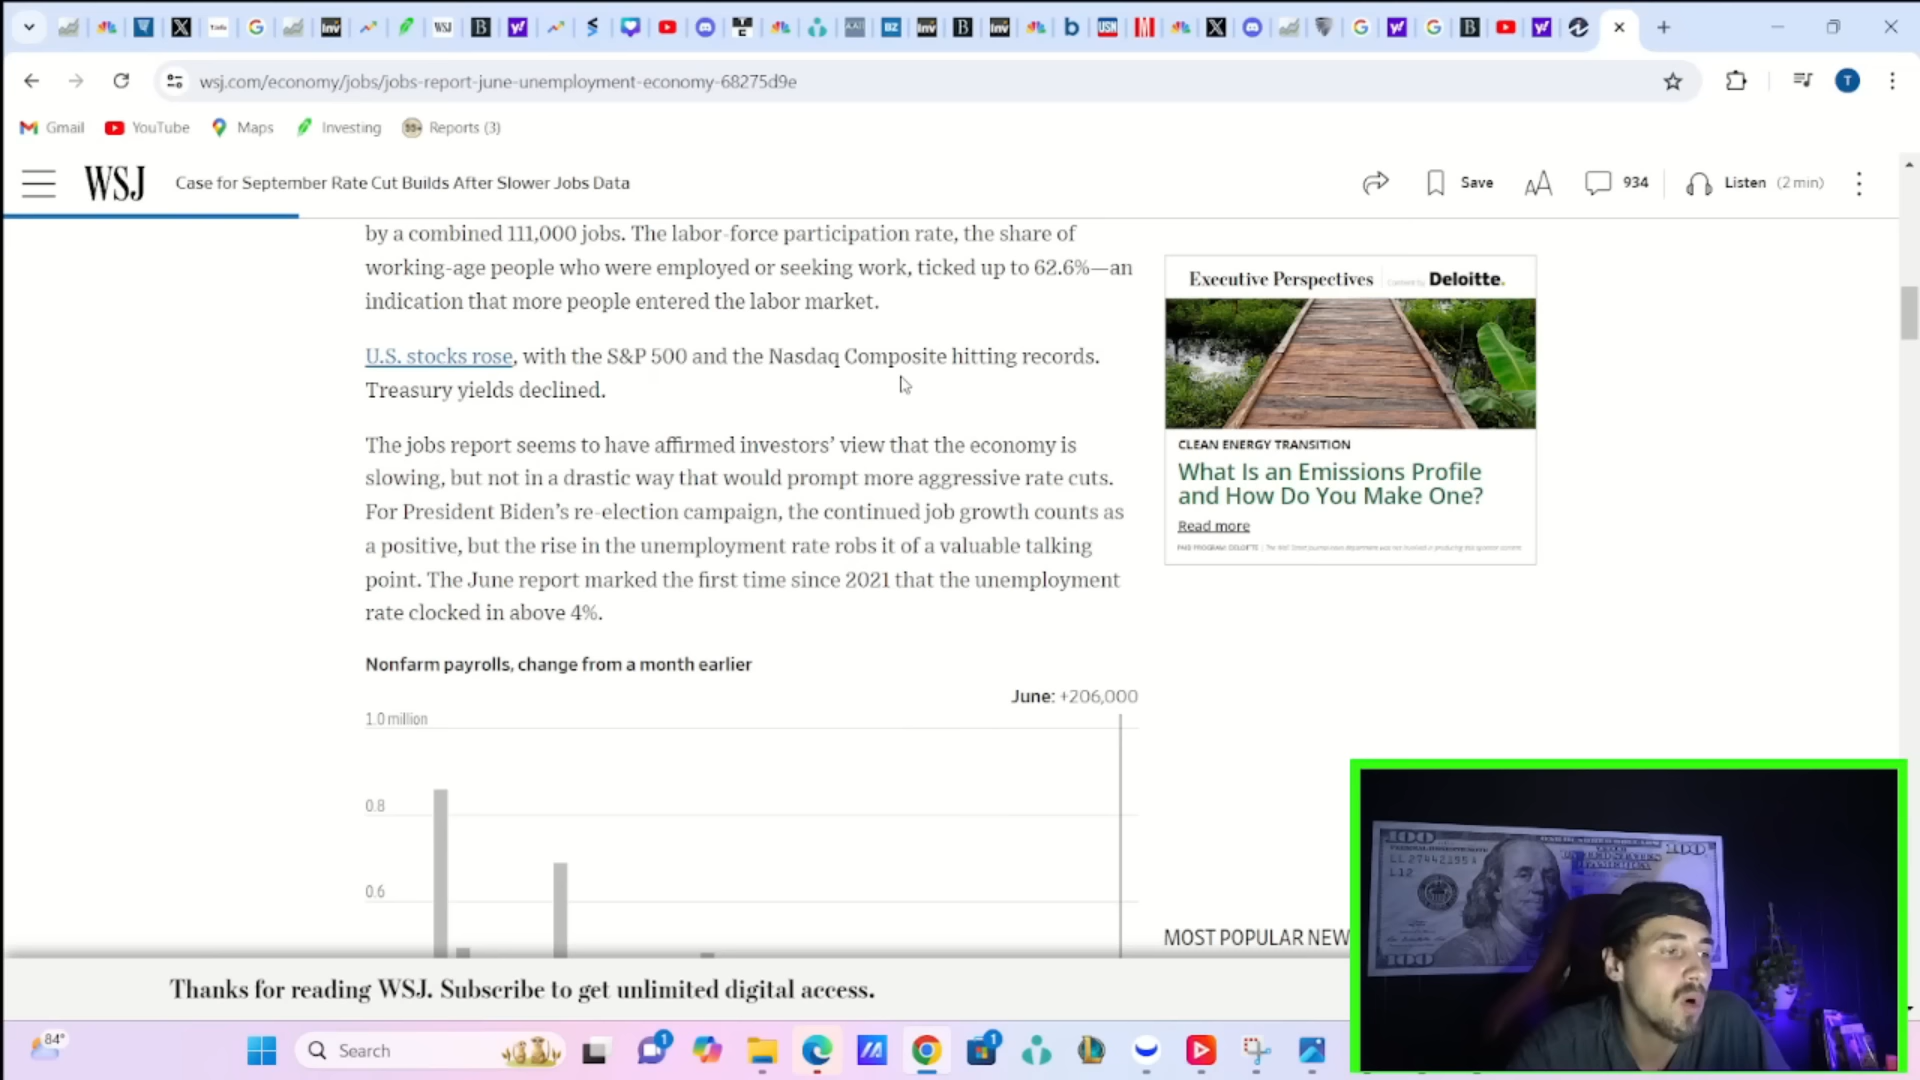 wsj.com/economy/jobs/jobs-report-june-unemployment-economy-68275d9e
Gmail YouTube Maps Investing Reports (3)
WSJ Case for September Rate Cut Builds After Slower Jobs Data Save AA 934 Listen (2 min)
by a combined 111,000 jobs. The labor-force participation rate, the share of
working-age people who were employed or seeking work, ticked up to 62.6%—an
indication that more people entered the labor market.
U.S. stocks rose, with the S&P 500 and the Nasdaq Composite hitting records.
Treasury yields declined.
The jobs report seems to have affirmed investors’ view that the economy is
slowing, but not in a drastic way that would prompt more aggressive rate cuts.
For President Biden’s re-election campaign, the continued job growth counts as
a positive, but the rise in the unemployment rate robs it of a valuable talking
point. The June report marked the first time since 2021 that the unemployment
rate clocked in above 4%.
Nonfarm payrolls, change from a month earlier
June: +206,000
1.0 million
0.8
0.6
Executive Perspectives Deloitte.
CLEAN ENERGY TRANSITION
What Is an Emissions Profile
and How Do You Make One?
Read more
MOST POPULAR NEW
Thanks for reading WSJ. Subscribe to get unlimited digital access.
84°
Search
100 100
LL 27442195 A
L12
100